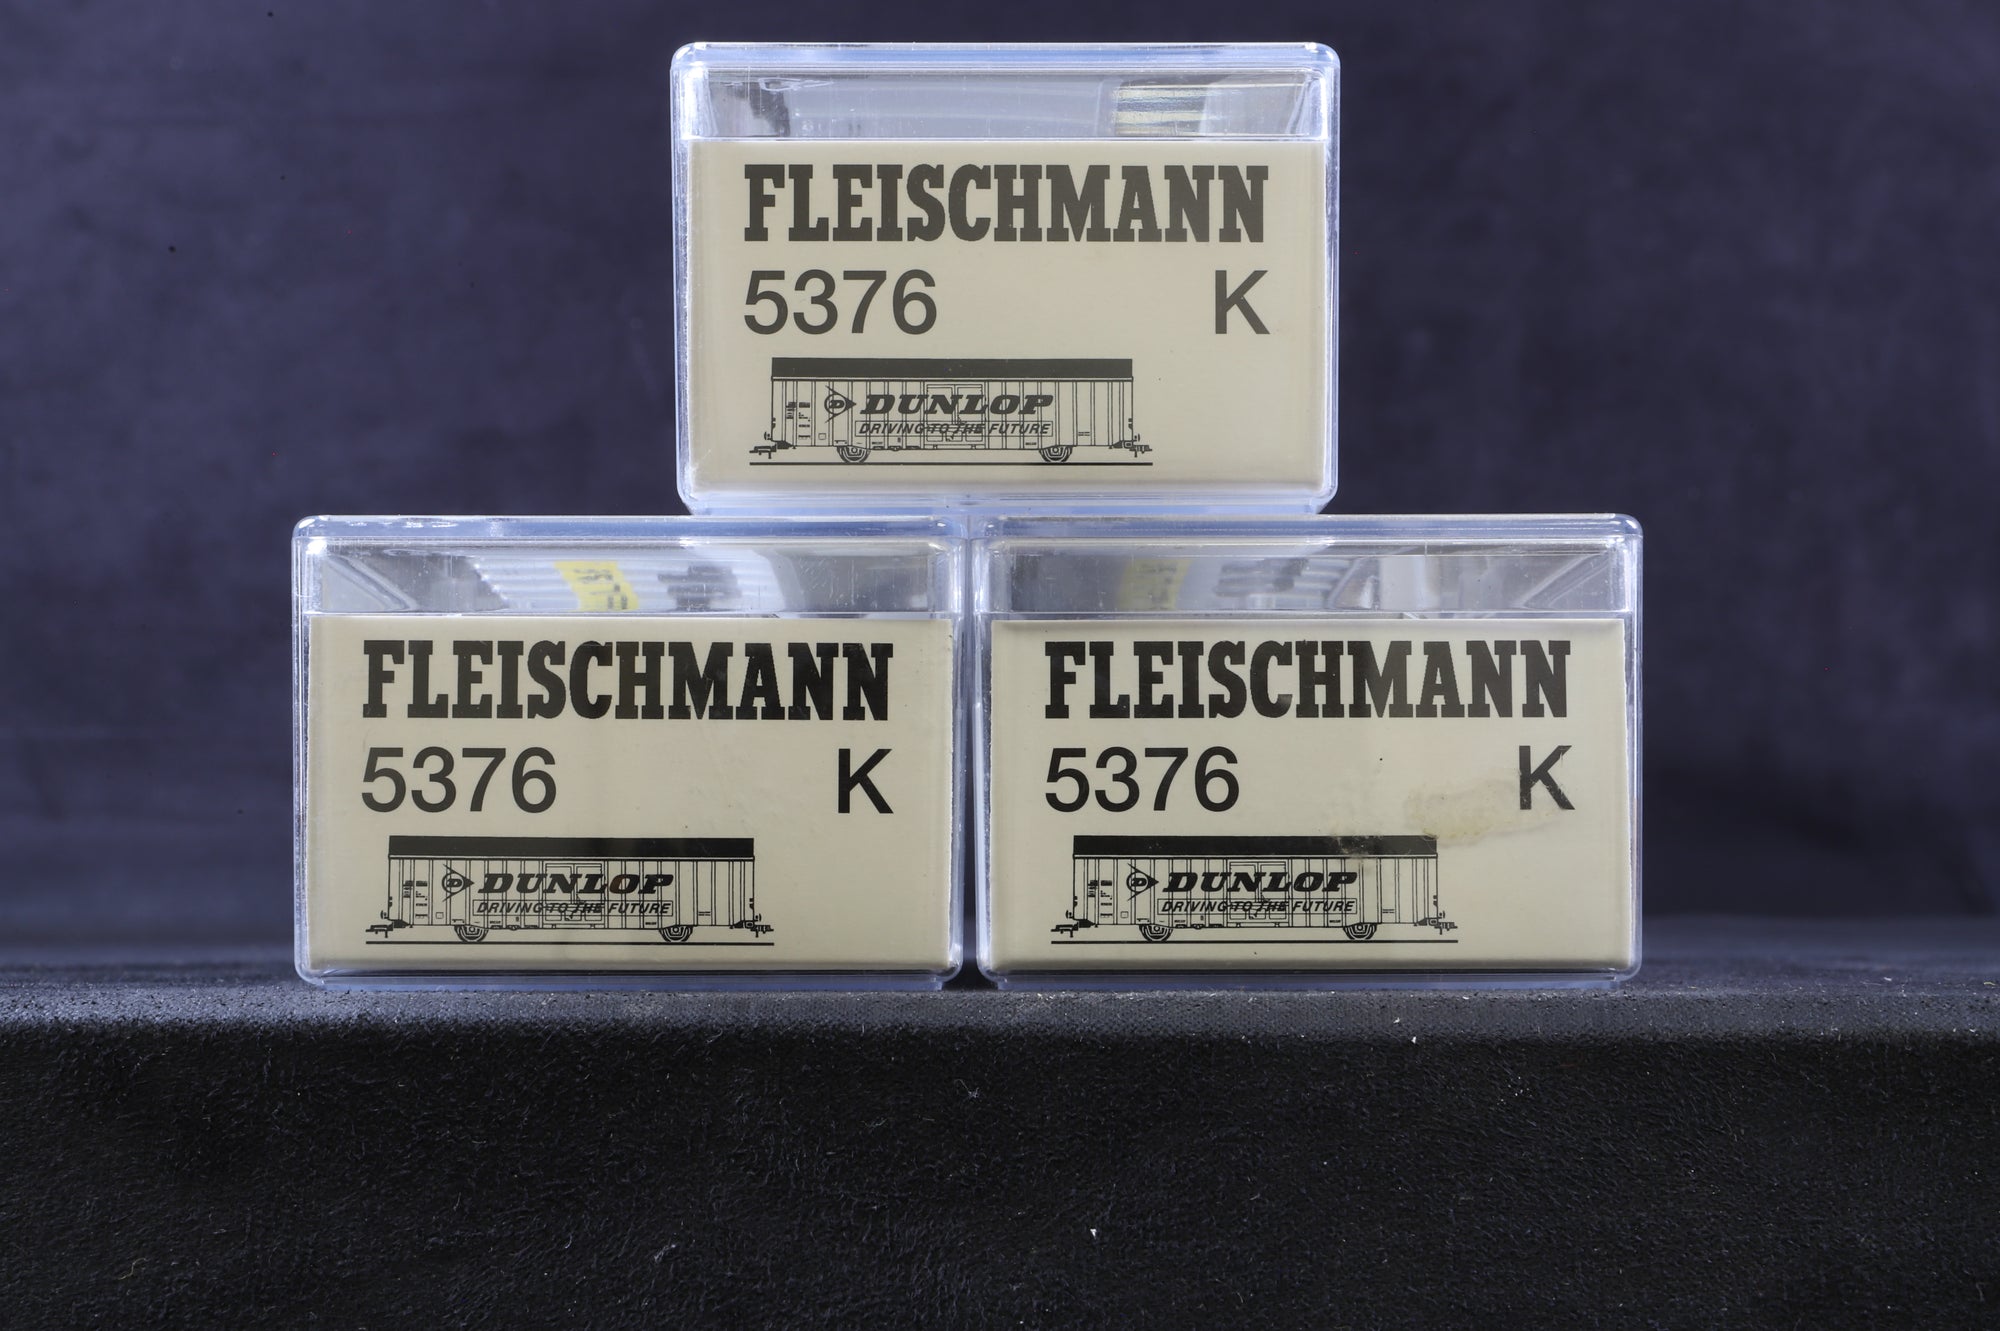 FLEISCHMANN
5376 K
D DUNLOP
DRIVING TO THE FUTURE
FLEISCHMANN
5376 K
D DUNLOP
DRIVING TO THE FUTURE
FLEISCHMANN
5376 K
D DUNLOP
DRIVING TO THE FUTURE